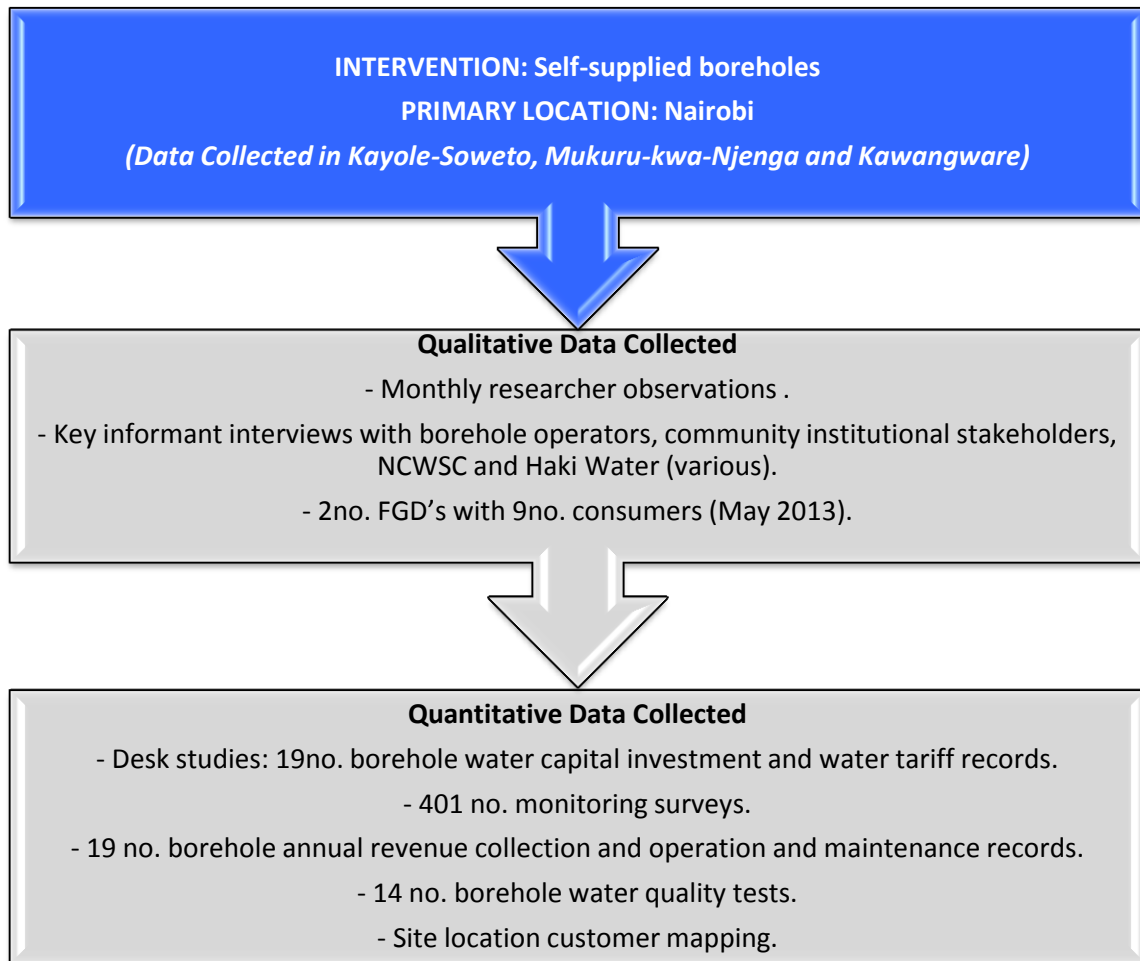 INTERVENTION: Self-supplied boreholes
PRIMARY LOCATION: Nairobi
(Data Collected in Kayole-Soweto, Mukuru-kwa-Njenga and Kawangware)
Qualitative Data Collected
- Monthly researcher observations .
- Key informant interviews with borehole operators, community institutional stakeholders,
NCWSC and Haki Water (various).
- 2no. FGD’s with 9no. consumers (May 2013).
Quantitative Data Collected
- Desk studies: 19no. borehole water capital investment and water tariff records.
- 401 no. monitoring surveys.
- 19 no. borehole annual revenue collection and operation and maintenance records.
- 14 no. borehole water quality tests.
- Site location customer mapping.